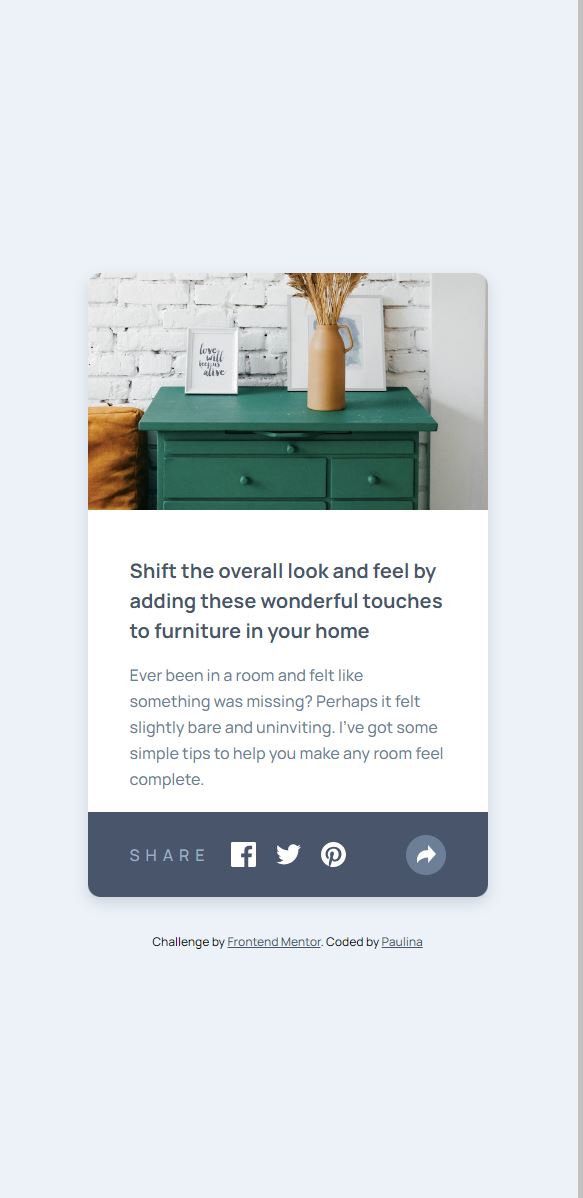 love
will
keep us
alive
Shift the overall look and feel by
adding these wonderful touches
to furniture in your home
Ever been in a room and felt like
something was missing? Perhaps it felt
slightly bare and uninviting. I’ve got some
simple tips to help you make any room feel
complete.
SHARE
Challenge by Frontend Mentor. Coded by Paulina